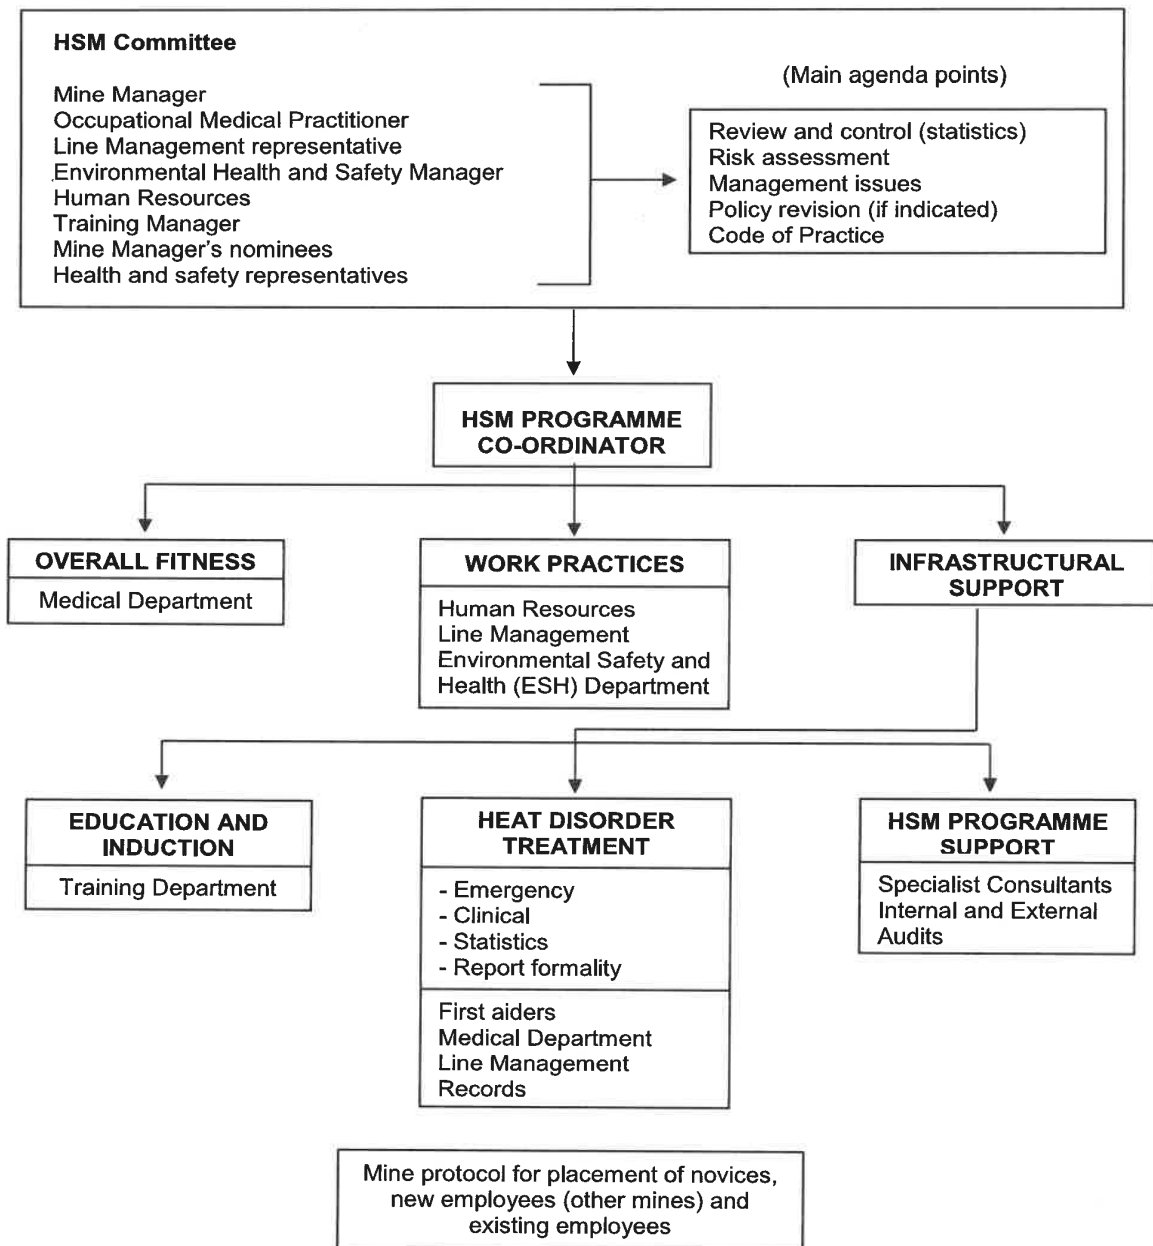 HSM Committee
Mine Manager
Occupational Medical Practitioner
Line Management representative
Environmental Health and Safety Manager
Human Resources
Training Manager
Mine Manager's nominees
Health and safety representatives
(Main agenda points)
Review and control (statistics)
Risk assessment
Management issues
Policy revision (if indicated)
Code of Practice
HSM PROGRAMME
CO-ORDINATOR
OVERALL FITNESS
Medical Department
WORK PRACTICES
Human Resources
Line Management
Environmental Safety and
Health (ESH) Department
INFRASTRUCTURAL
SUPPORT
EDUCATION AND
INDUCTION
Training Department
HEAT DISORDER
TREATMENT
- Emergency
- Clinical
- Statistics
- Report formality
First aiders
Medical Department
Line Management
Records
HSM PROGRAMME
SUPPORT
Specialist Consultants
Internal and External
Audits
Mine protocol for placement of novices,
new employees (other mines) and
existing employees